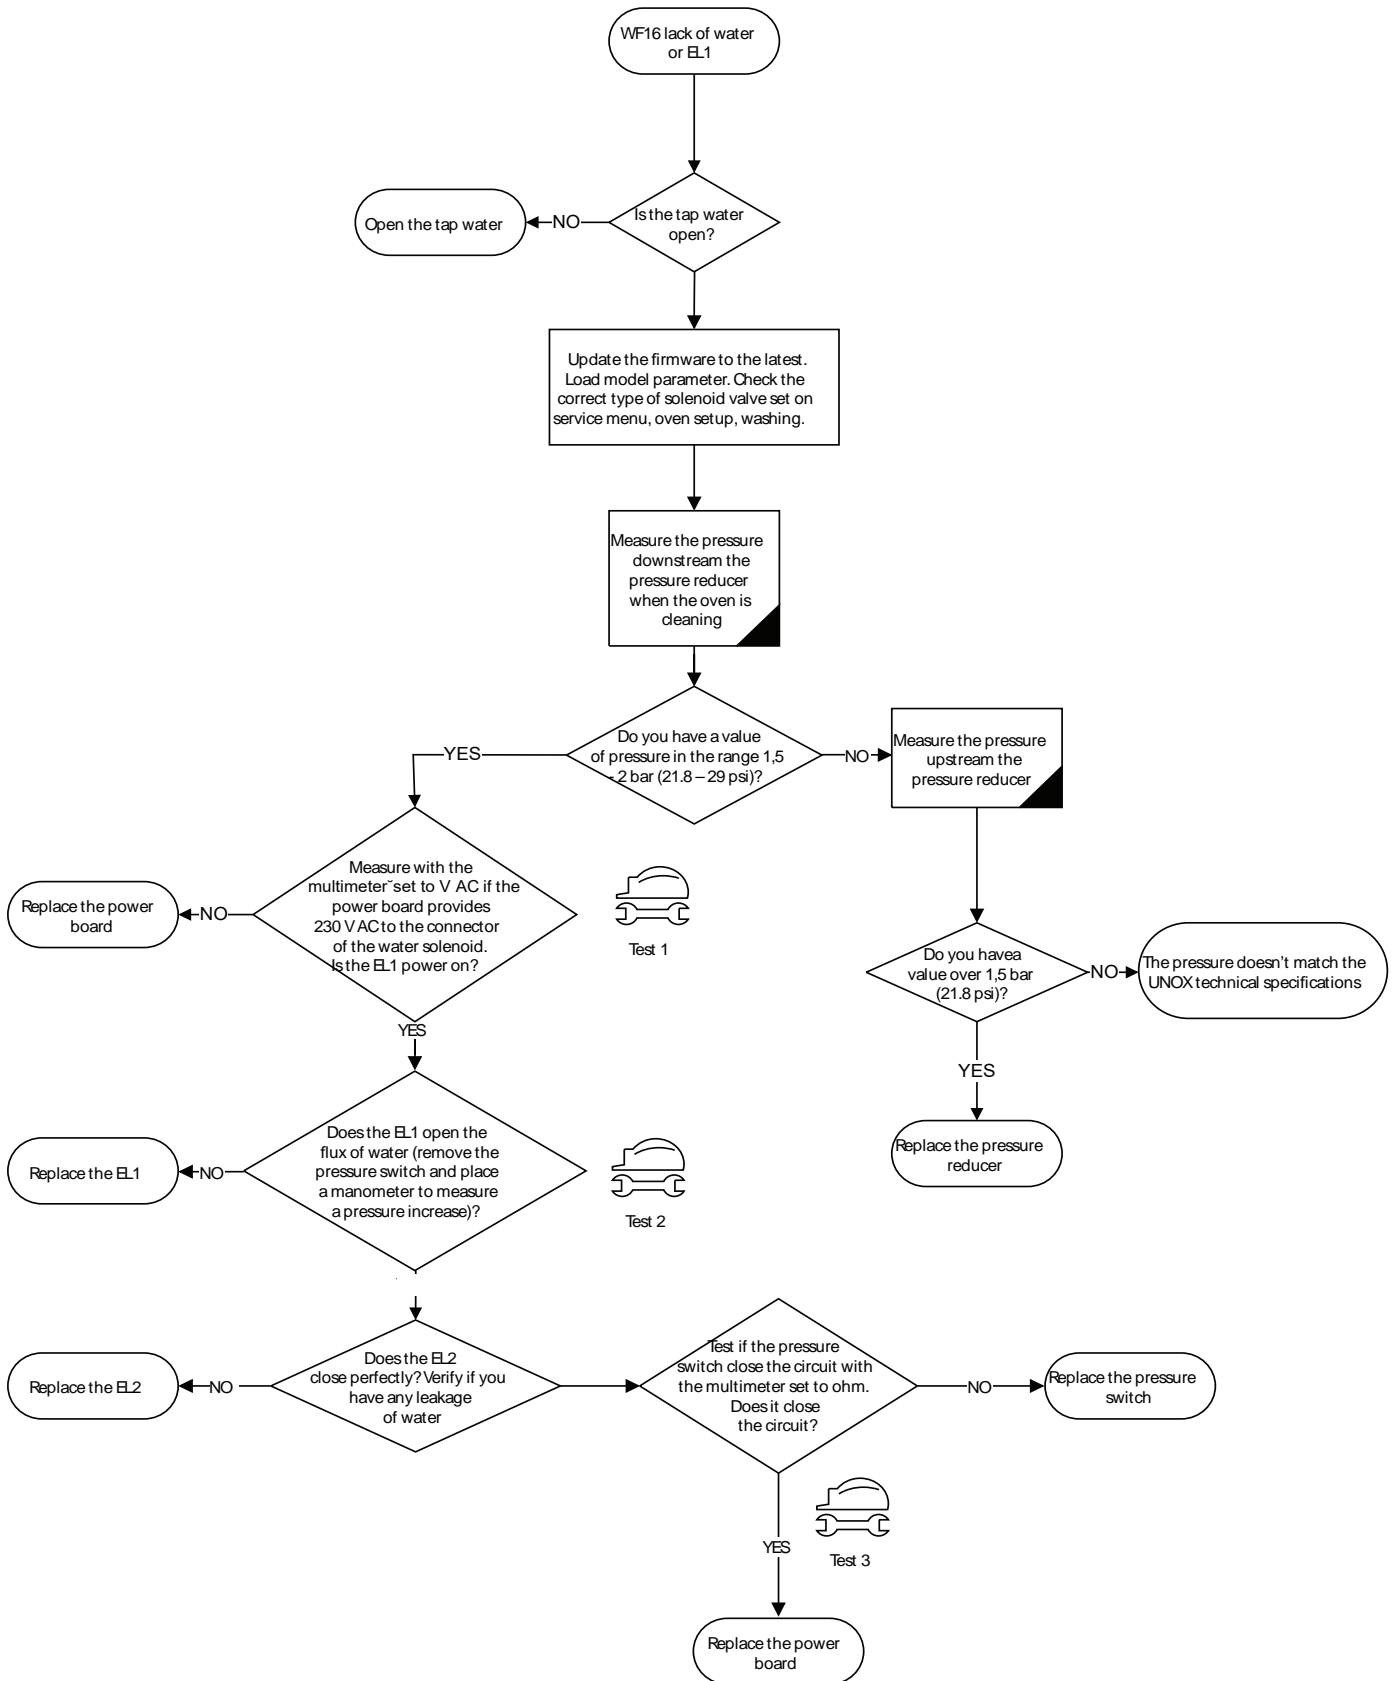 WF16 lack of water
or EL1
Is the tap water
open?
NO
Open the tap water
Update the firmware to the latest.
Load model parameter. Check the
correct type of solenoid valve set on
service menu, oven setup, washing.
Measure the pressure
downstream the
pressure reducer
when the oven is
cleaning
Do you have a value
of pressure in the range 1,5
- 2 bar (21.8 – 29 psi)?
YES
NO
Measure the pressure
upstream the
pressure reducer
Measure with the
multimeter˘set to V AC if the
power board provides
230 V AC to the connector
of the water solenoid.
Is the EL1 power on?
NO
Replace the power
board
Test 1
Do you have a
value over 1,5 bar
(21.8 psi)?
NO
The pressure doesn’t match the
UNOX technical specifications
YES
YES
Replace the pressure
reducer
Does the EL1 open the
flux of water (remove the
pressure switch and place
a manometer to measure
a pressure increase)?
NO
Replace the EL1
Test 2
Does the EL2
close perfectly? Verify if you
have any leakage
of water
NO
Replace the EL2
Test if the pressure
switch close the circuit with
the multimeter set to ohm.
Does it close
the circuit?
NO
Replace the pressure
switch
YES
Test 3
Replace the power
board